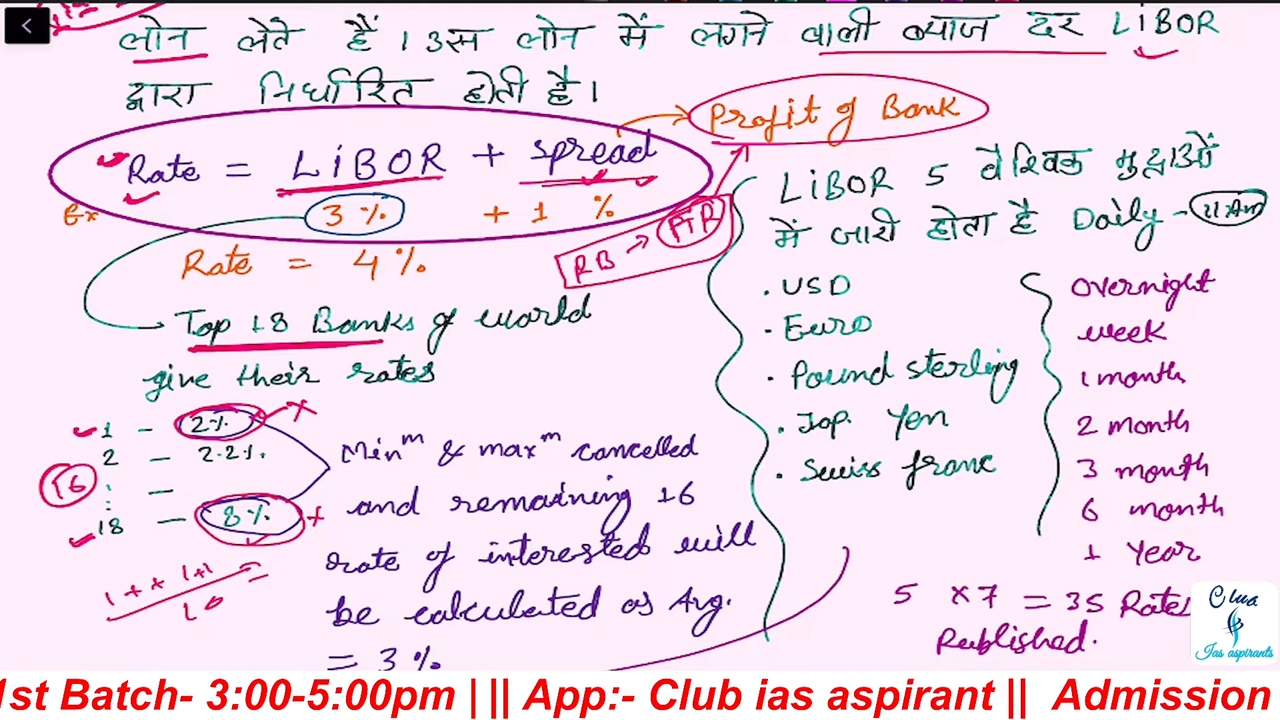 लोन लेते हैं। उस लोन में लगने वाली ब्याज दर LiBOR
द्वारा निर्धारित होती है।
Profit of Bank
Rate = LiBOR + spread
Ex 3 % + 1 %
Rate = 4 %
RB → PTR
Top 18 Banks of world
give their rates
1 - 2%
2 - 2.2%
16
18 - 8%
Minᵐ & maxᵐ cancelled
and remaining 16
rate of interested will
be calculated as Avg.
= 3 %
LiBOR 5 वैश्विक मुद्राओं
में जारी होता है Daily - 11 AM
· USD
· Euro
· Pound sterling
· Jap. Yen
· Swiss franc
overnight
week
1 month
2 month
3 month
6 month
1 Year
5 x 7 = 35 Rates
Published.
Club
Ias aspirants
1st Batch- 3:00-5:00pm | || App:- Club ias aspirant || Admission